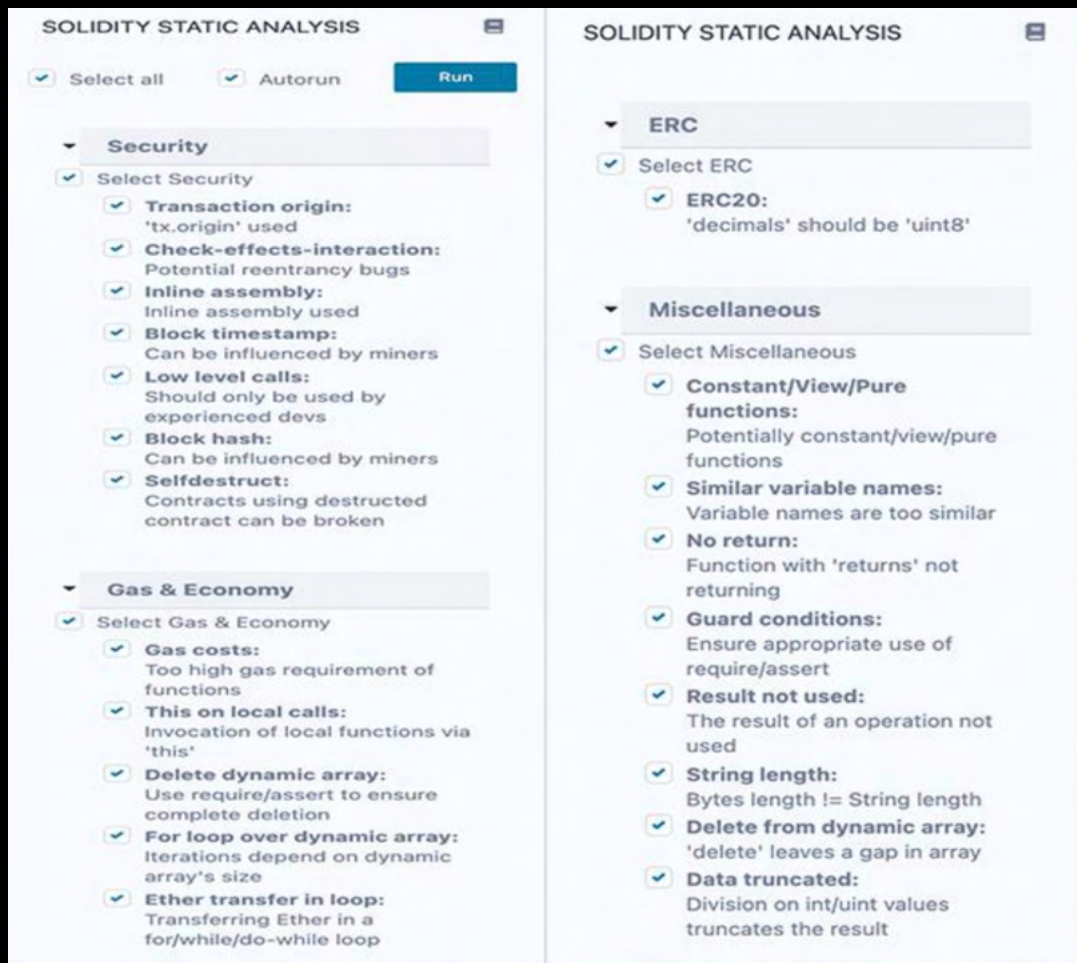 SOLIDITY STATIC ANALYSIS
Select all
Autorun
Run
Security
Select Security
Transaction origin:
'tx.origin' used
Check-effects-interaction:
Potential reentrancy bugs
Inline assembly:
Inline assembly used
Block timestamp:
Can be influenced by miners
Low level calls:
Should only be used by
experienced devs
Block hash:
Can be influenced by miners
Selfdestruct:
Contracts using destructed
contract can be broken
Gas & Economy
Select Gas & Economy
Gas costs:
Too high gas requirement of
functions
This on local calls:
Invocation of local functions via
'this'
Delete dynamic array:
Use require/assert to ensure
complete deletion
For loop over dynamic array:
Iterations depend on dynamic
array's size
Ether transfer in loop:
Transferring Ether in a
for/while/do-while loop
SOLIDITY STATIC ANALYSIS
ERC
Select ERC
ERC20:
'decimals' should be 'uint8'
Miscellaneous
Select Miscellaneous
Constant/View/Pure
functions:
Potentially constant/view/pure
functions
Similar variable names:
Variable names are too similar
No return:
Function with 'returns' not
returning
Guard conditions:
Ensure appropriate use of
require/assert
Result not used:
The result of an operation not
used
String length:
Bytes length != String length
Delete from dynamic array:
'delete' leaves a gap in array
Data truncated:
Division on int/uint values
truncates the result